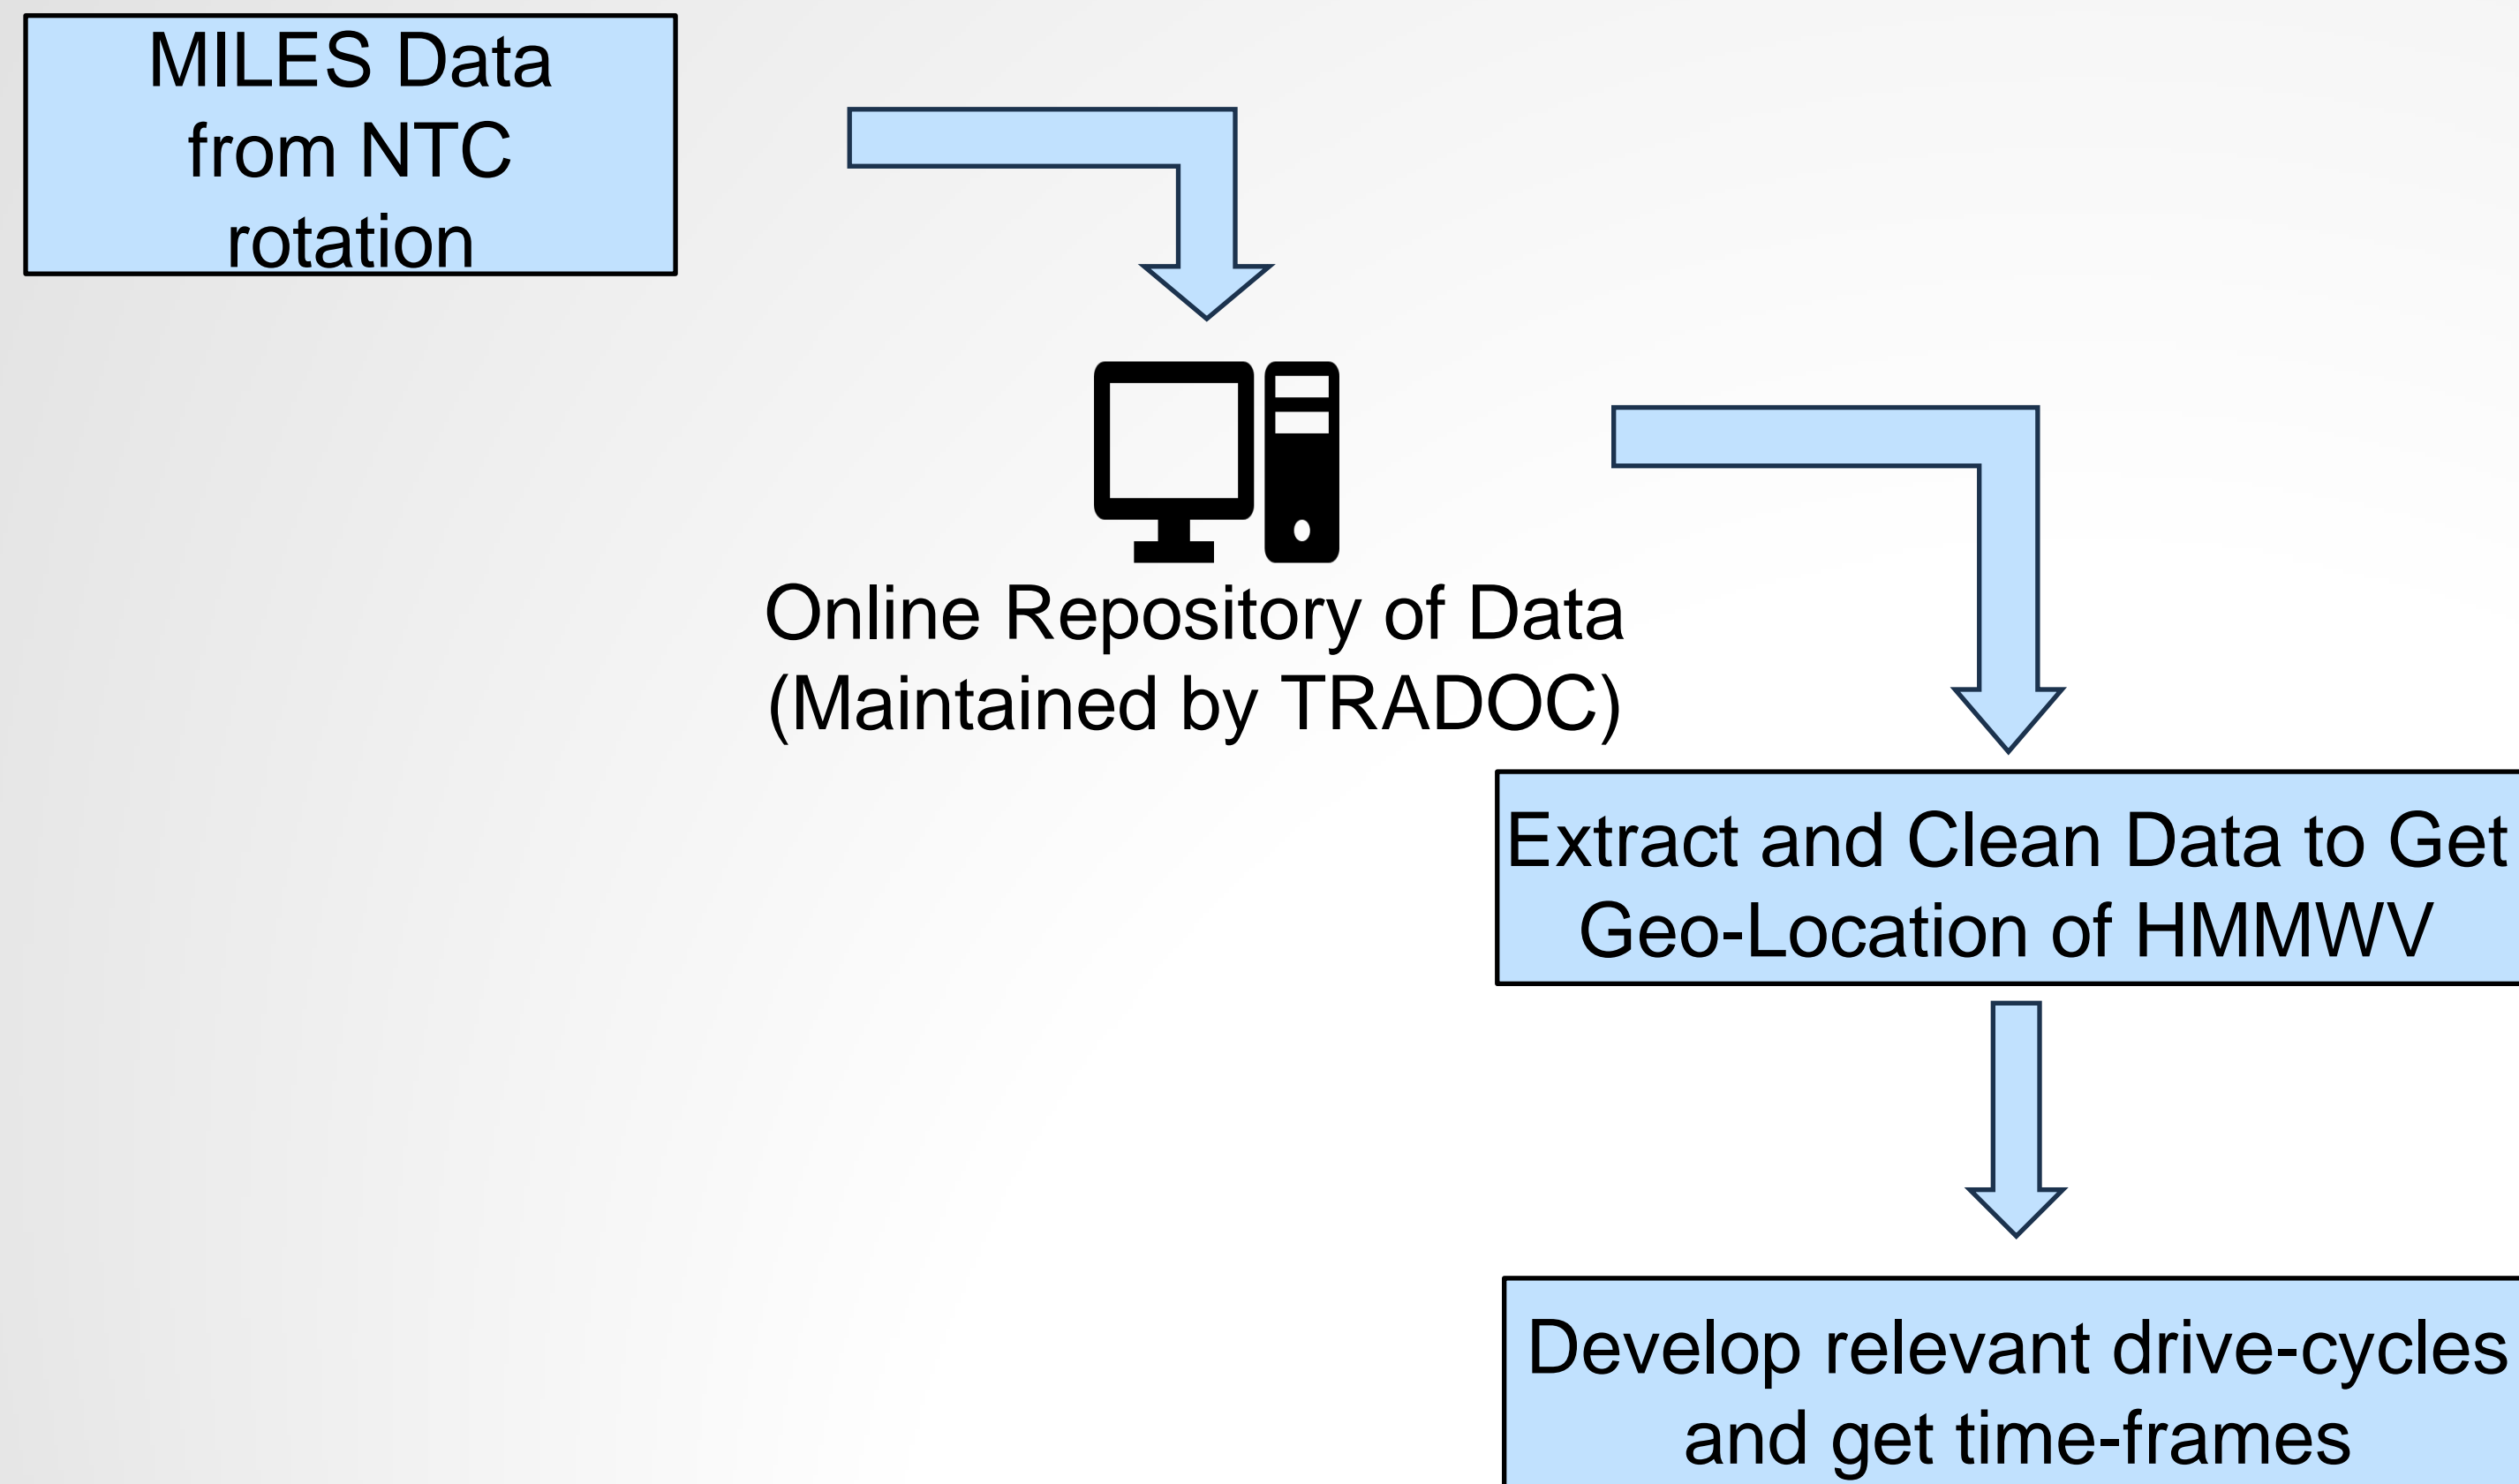 MILES Data
from NTC
rotation
Online Repository of Data
(Maintained by TRADOC)
Extract and Clean Data to Get
Geo-Location of HMMWV
Develop relevant drive-cycles
and get time-frames